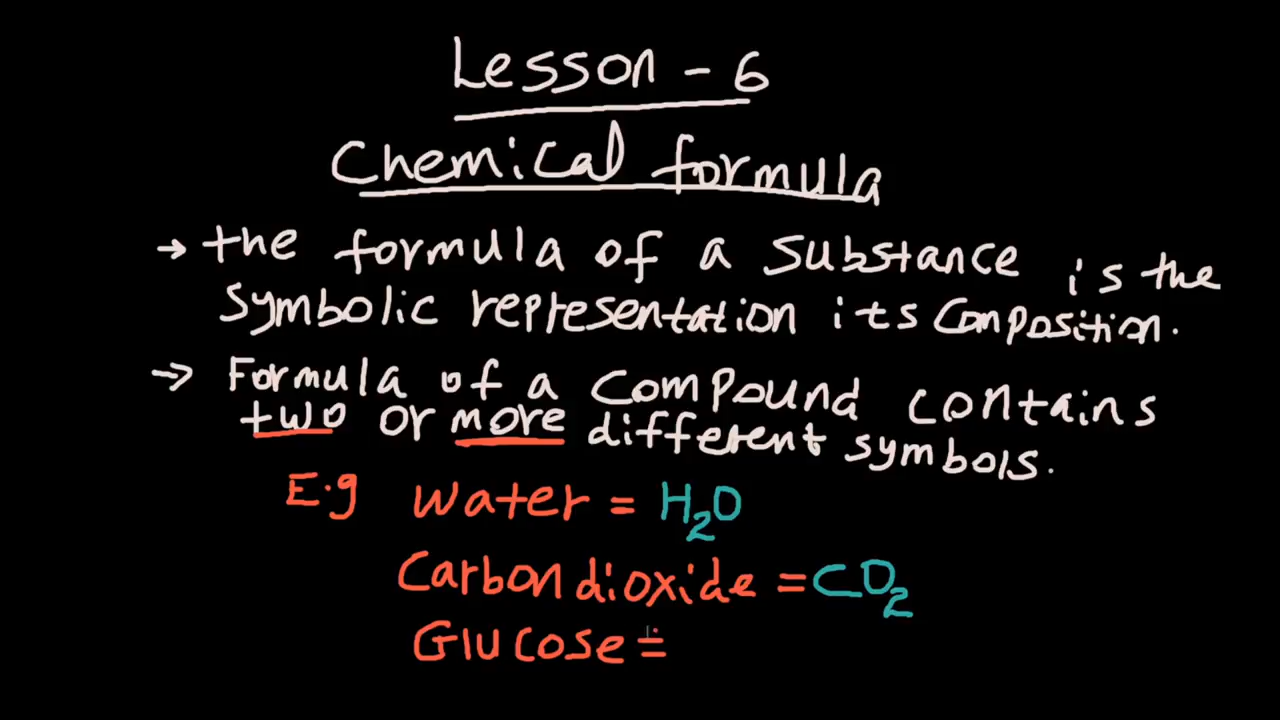 Lesson - 6
Chemical formula
→ the formula of a substance is the
symbolic representation its composition.
→ Formula of a compound contains
two or more different symbols.
E.g water = H₂O
Carbon dioxide = CO₂
Glucose =